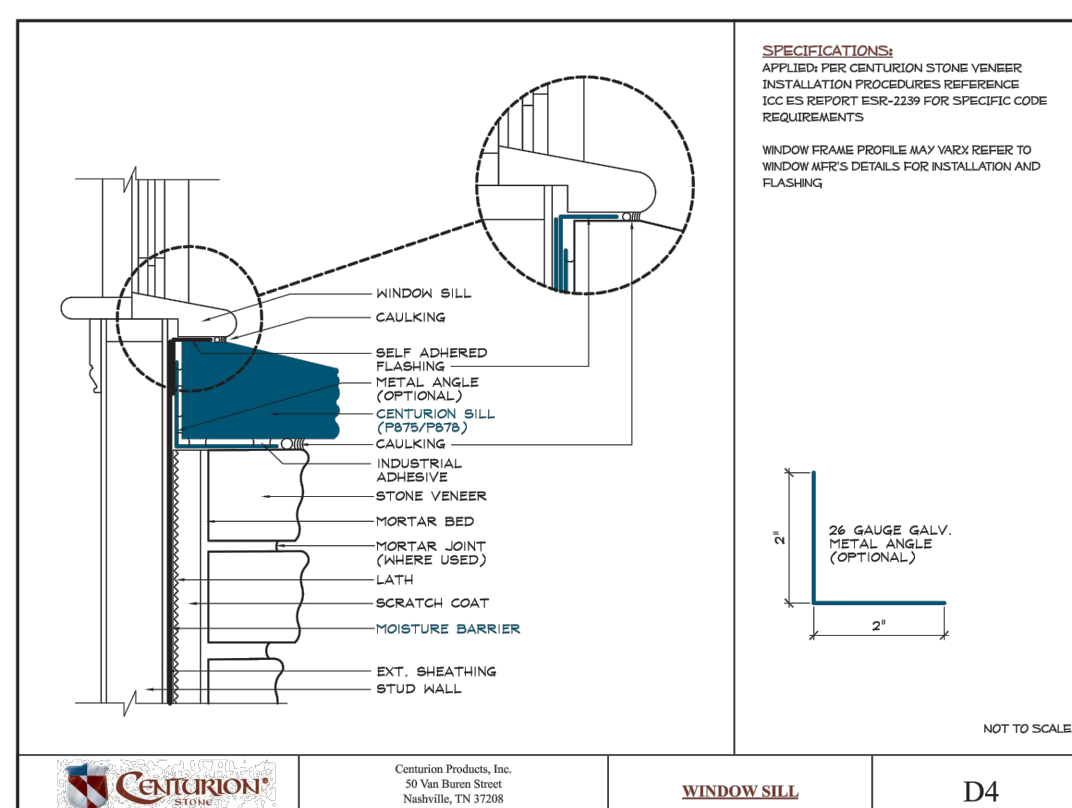 SPECIFICATIONS:
APPLIED: PER CENTURION STONE VENEER
INSTALLATION PROCEDURES REFERENCE
ICC ES REPORT ESR-2239 FOR SPECIFIC CODE
REQUIREMENTS
WINDOW FRAME PROFILE MAY VARY. REFER TO
WINDOW MFR'S DETAILS FOR INSTALLATION AND
FLASHING
WINDOW SILL
CAULKING
SELF ADHERED
FLASHING
METAL ANGLE
(OPTIONAL)
CENTURION SILL
(P875/P878)
CAULKING
INDUSTRIAL
ADHESIVE
STONE VENEER
MORTAR BED
MORTAR JOINT
(WHERE USED)
LATH
SCRATCH COAT
MOISTURE BARRIER
EXT. SHEATHING
STUD WALL
2"
26 GAUGE GALV.
METAL ANGLE
(OPTIONAL)
2"
NOT TO SCALE
CENTURION®
STONE
Centurion Products, Inc.
50 Van Buren Street
Nashville, TN 37208
WINDOW SILL
D4